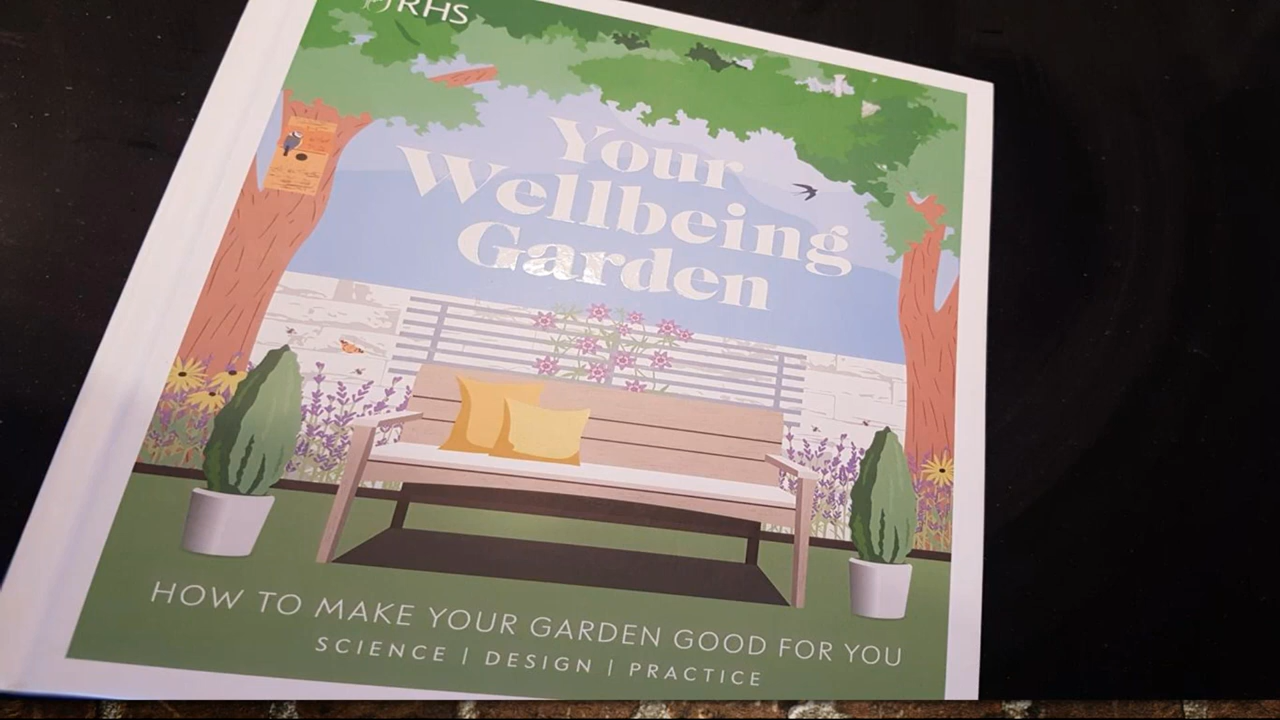 RHS
Your
Wellbeing
Garden
HOW TO MAKE YOUR GARDEN GOOD FOR YOU
SCIENCE | DESIGN | PRACTICE